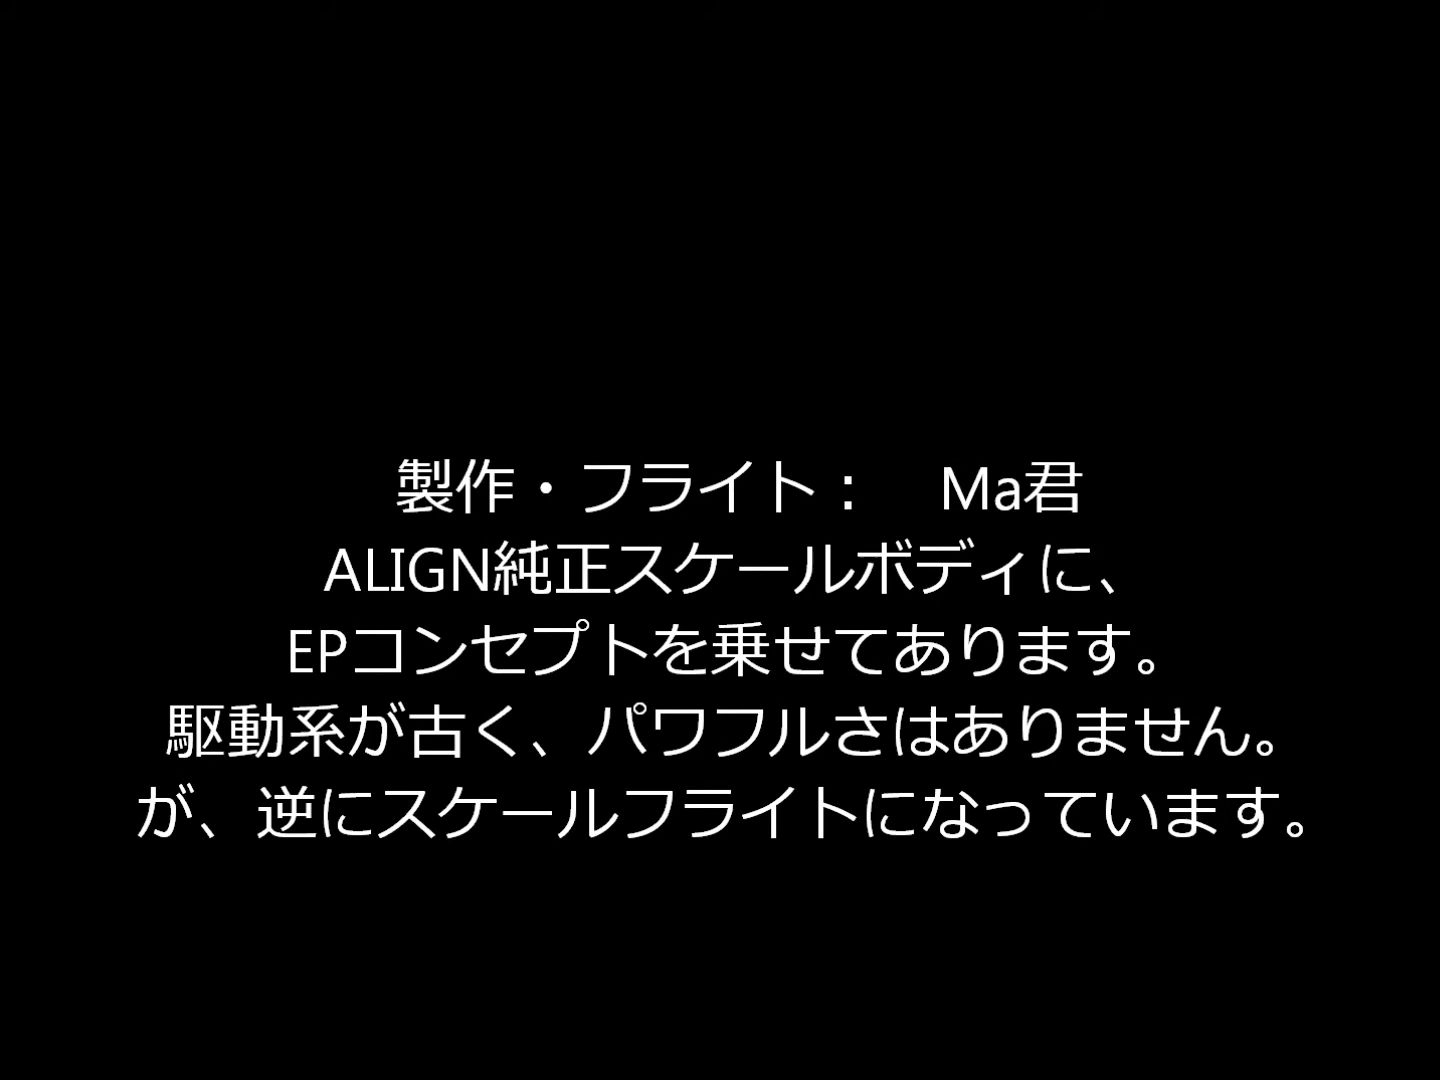 製作・フライト：　Ma君
ALIGN純正スケールボディに、
EPコンセプトを乗せてあります。
駆動系が古く、パワフルさはありません。
が、逆にスケールフライトになっています。